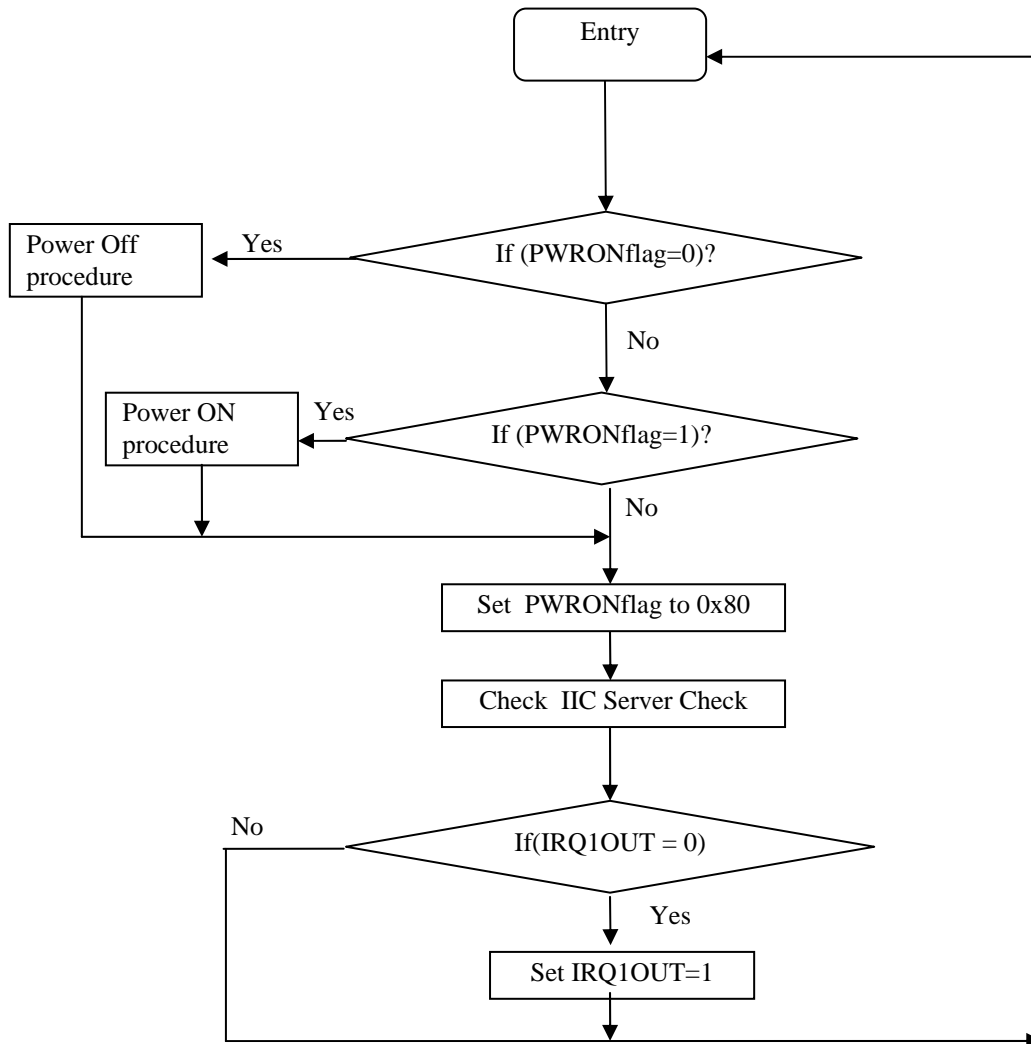 Entry
If (PWRONflag=0)?
Yes
Power Off
procedure
No
If (PWRONflag=1)?
Yes
Power ON
procedure
No
Set  PWRONflag to 0x80
Check  IIC Server Check
If(IRQ1OUT = 0)
No
Yes
Set IRQ1OUT=1